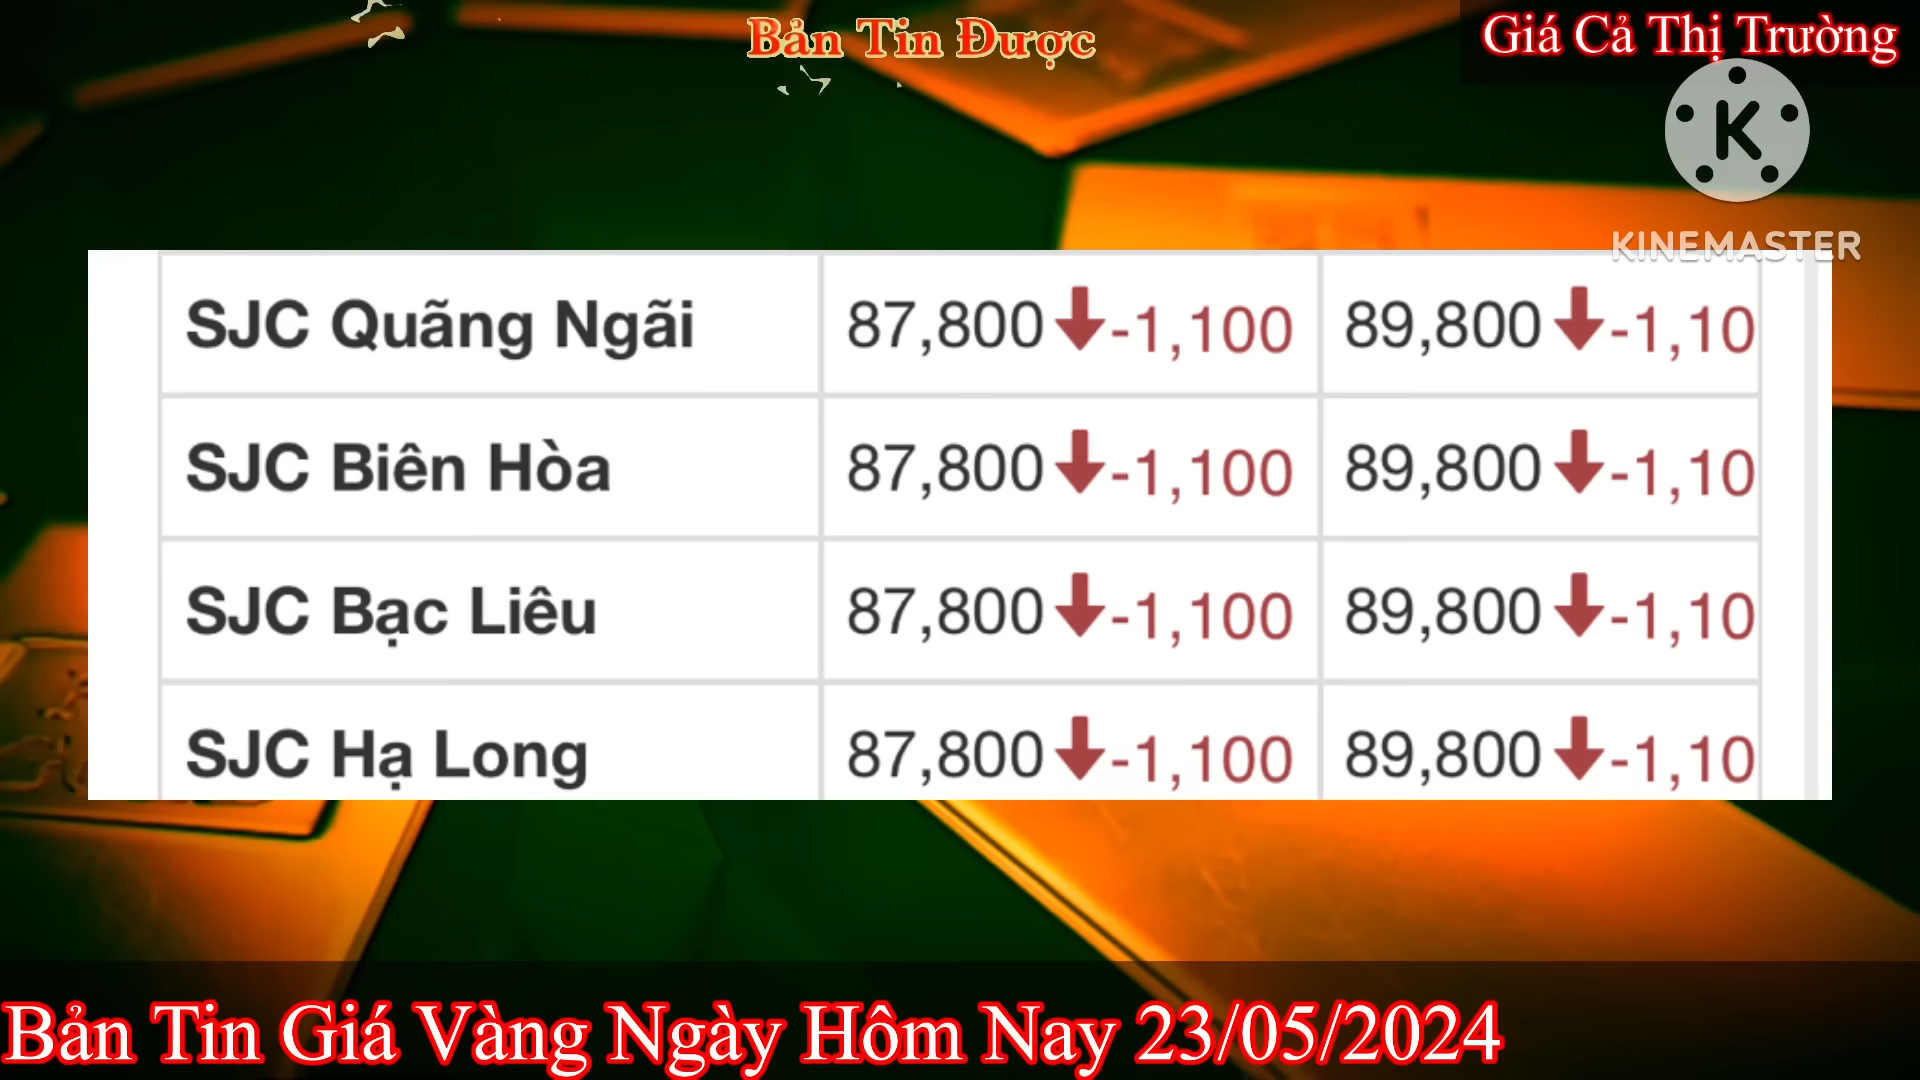 Bản Tin Được
Giá Cả Thị Trường
K
KINEMASTER
SJC Quãng Ngãi 87,800 -1,100 89,800 -1,10
SJC Biên Hòa 87,800 -1,100 89,800 -1,10
SJC Bạc Liêu 87,800 -1,100 89,800 -1,10
SJC Hạ Long 87,800 -1,100 89,800 -1,10
Bản Tin Giá Vàng Ngày Hôm Nay 23/05/2024